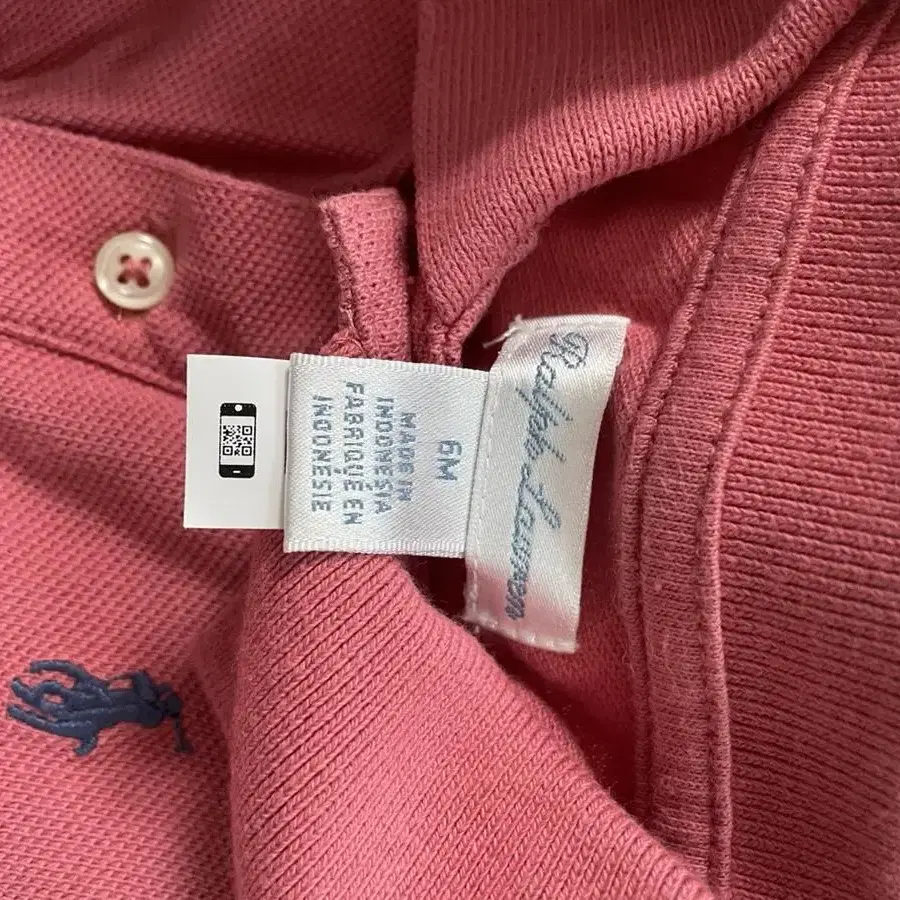 Ralph Lauren
6M
MADE IN
INDONESIA
FABRIQUÉ EN
INDONÉSIE